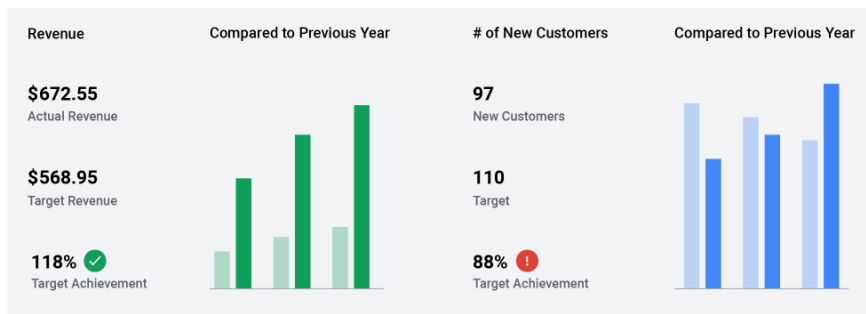 Revenue
Compared to Previous Year
$672.55
Actual Revenue
$568.95
Target Revenue
118%
Target Achievement
# of New Customers
Compared to Previous Year
97
New Customers
110
Target
88%
!
Target Achievement